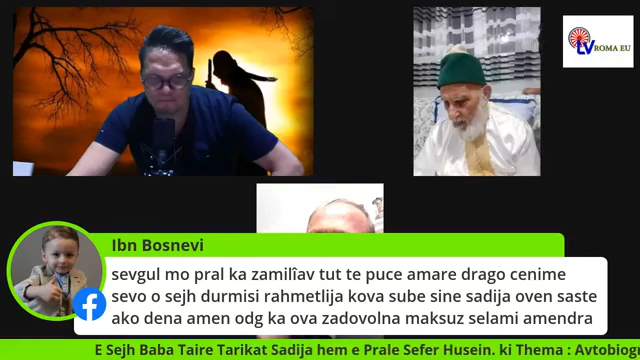 TV ROMA EU
Ibn Bosnevi
sevgul mo pral ka zamilîav tut te puce amare drago cenime
sevo o sejh durmisi rahmetlija kova sube sine sadija oven saste
ako dena amen odg ka ova zadovolna maksuz selami amendra
E Sejh Baba Taire Tarikat Sadija hem e Prale Sefer Husein. ki Thema : Avtobiog